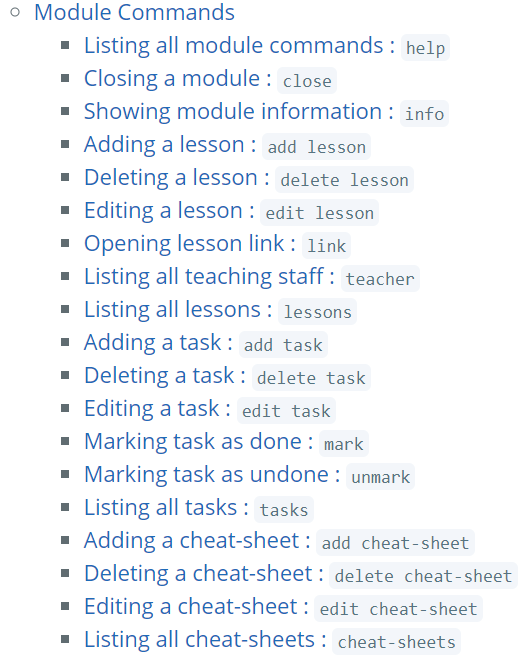 Module Commands
Listing all module commands : help
Closing a module : close
Showing module information : info
Adding a lesson : add lesson
Deleting a lesson : delete lesson
Editing a lesson : edit lesson
Opening lesson link : link
Listing all teaching staff : teacher
Listing all lessons : lessons
Adding a task : add task
Deleting a task : delete task
Editing a task : edit task
Marking task as done : mark
Marking task as undone : unmark
Listing all tasks : tasks
Adding a cheat-sheet : add cheat-sheet
Deleting a cheat-sheet : delete cheat-sheet
Editing a cheat-sheet : edit cheat-sheet
Listing all cheat-sheets : cheat-sheets